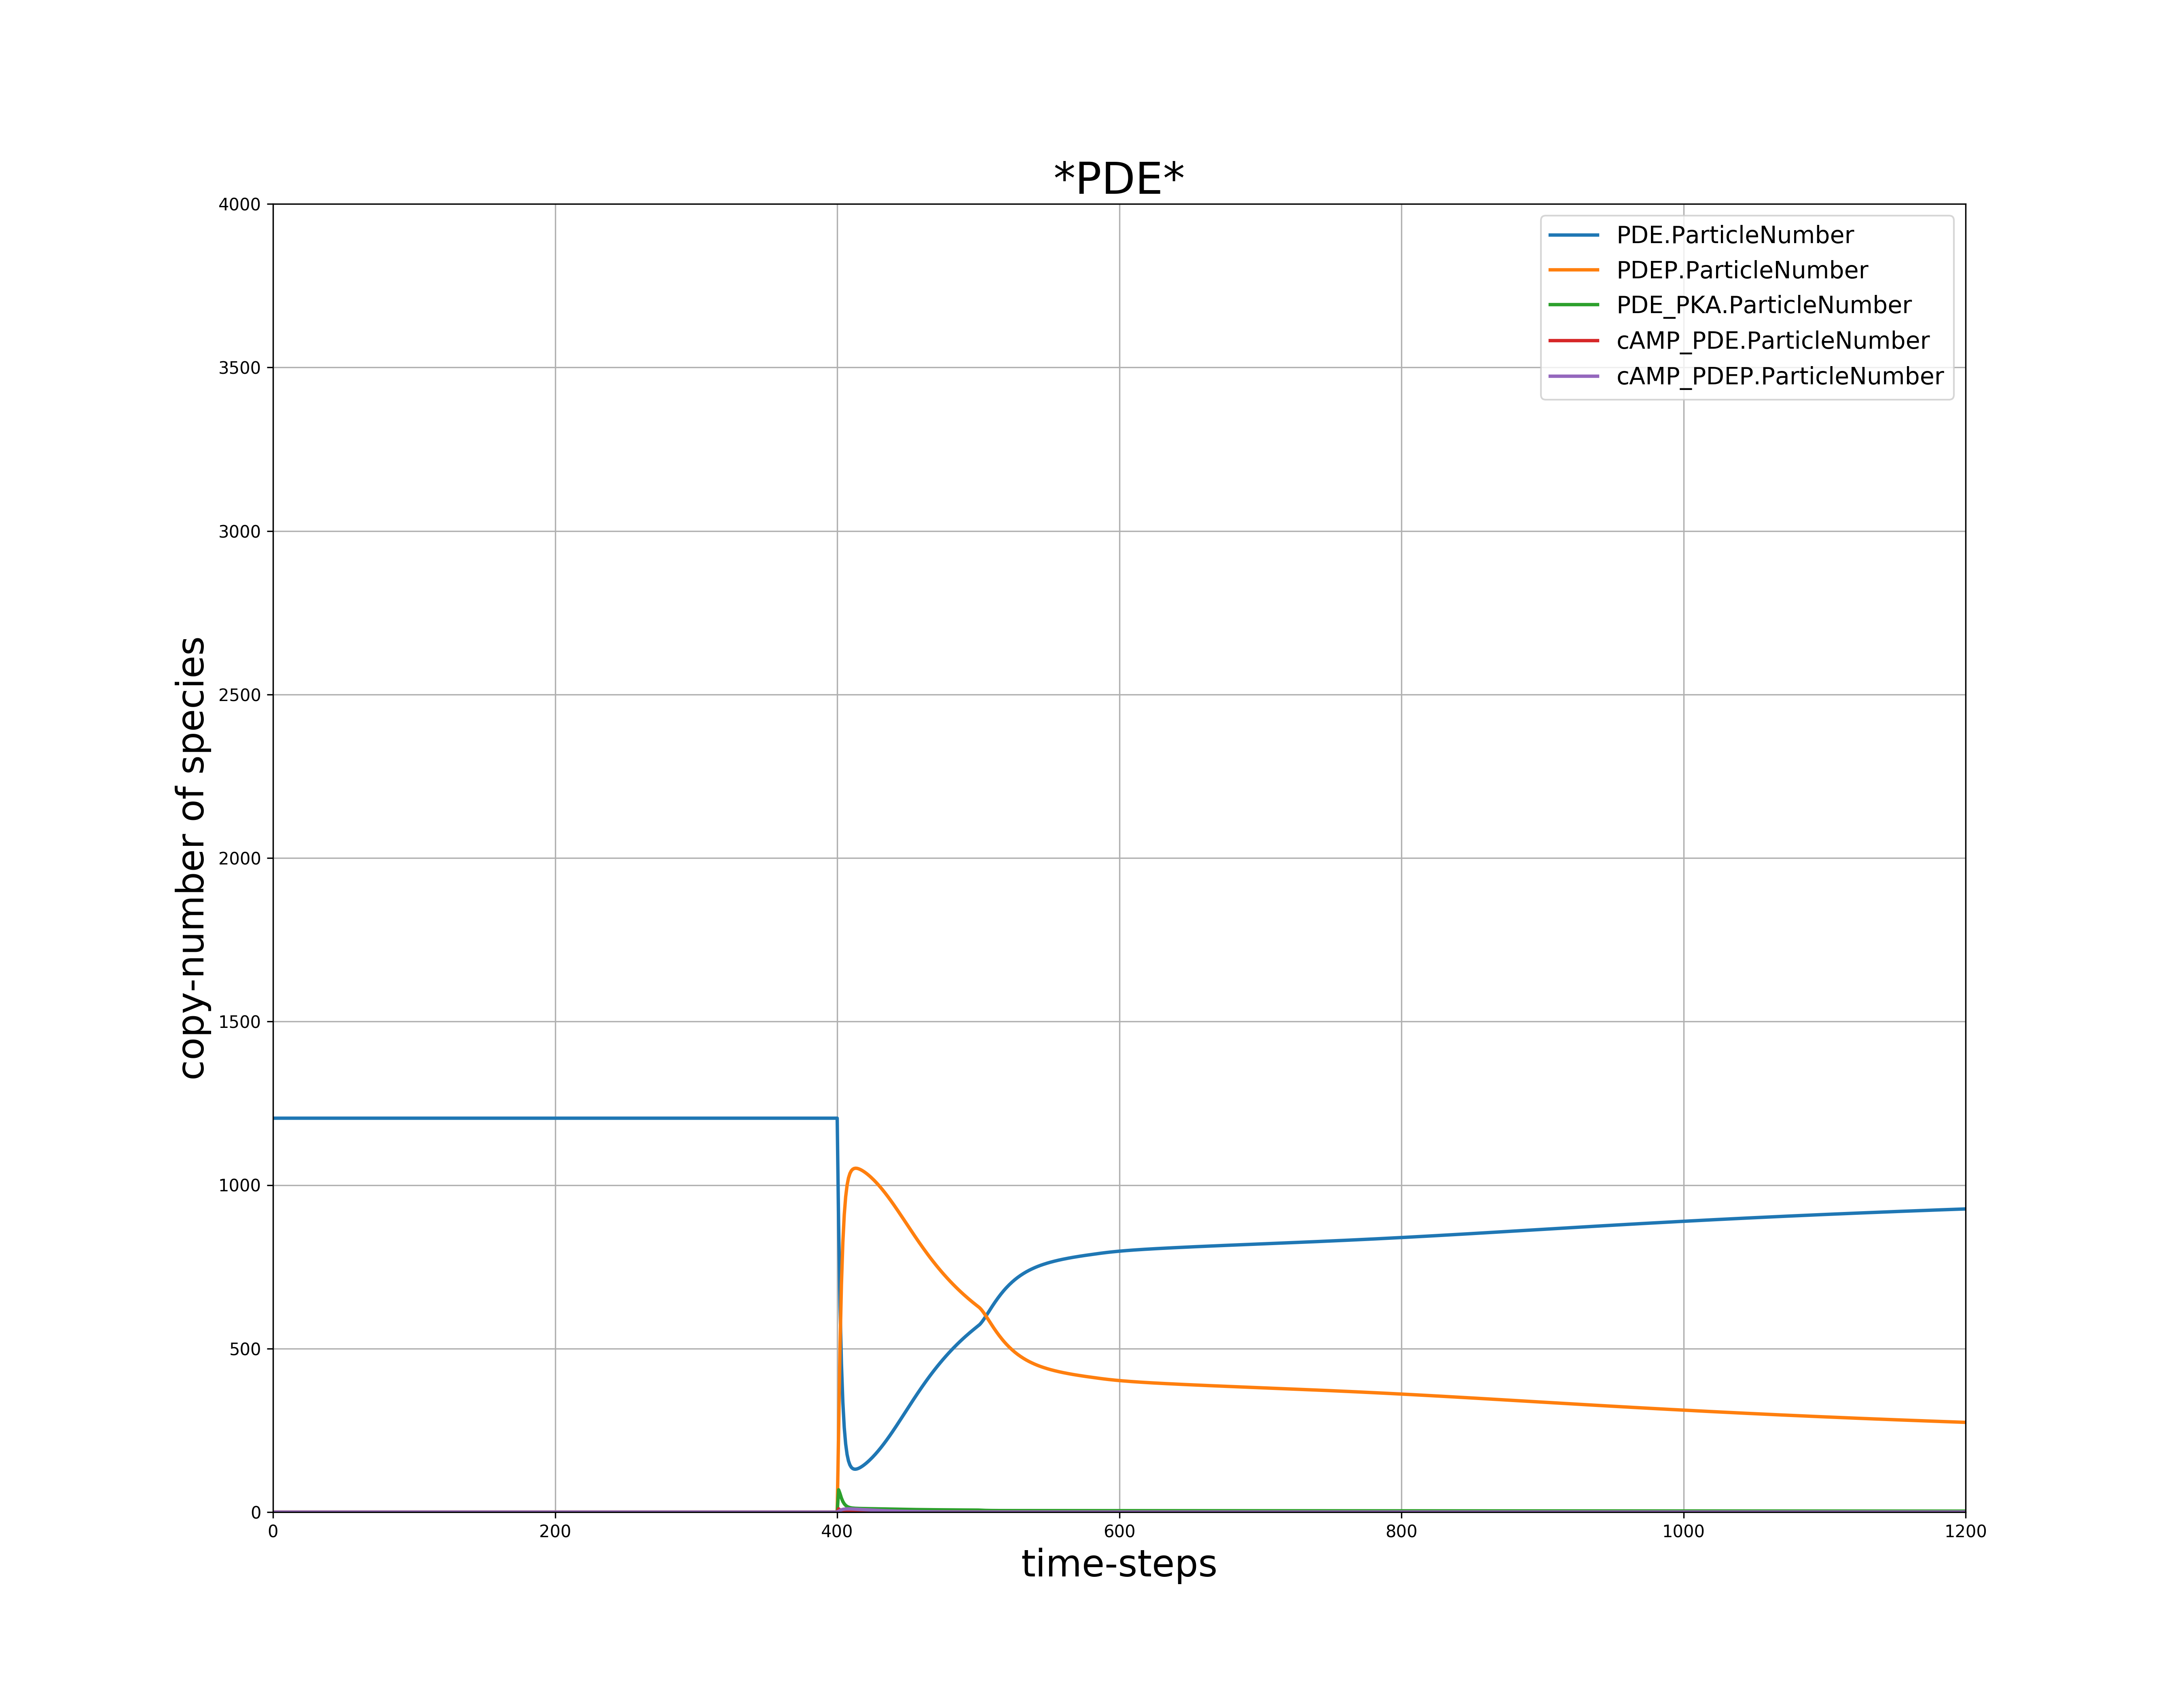 *PDE*
4000
3500
3000
2500
2000
1500
1000
500
0
copy-number of species
PDE.ParticleNumber
PDEP.ParticleNumber
PDE_PKA.ParticleNumber
cAMP_PDE.ParticleNumber
cAMP_PDEP.ParticleNumber
0 200 400 600 800 1000 1200
time-steps